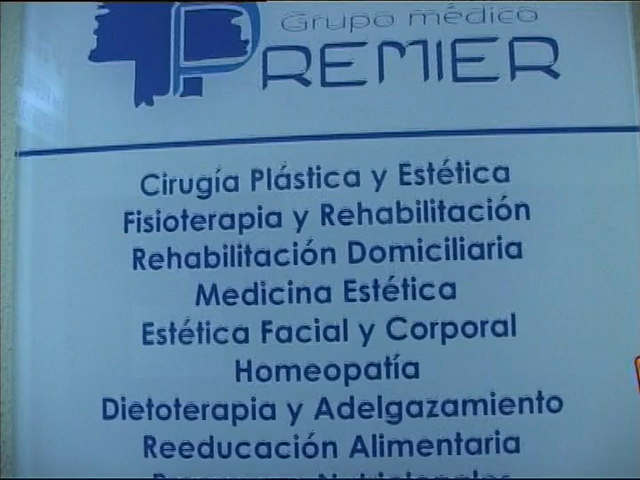 Grupo médico
PREMIER
Cirugía Plástica y Estética
Fisioterapia y Rehabilitación
Rehabilitación Domiciliaria
Medicina Estética
Estética Facial y Corporal
Homeopatía
Dietoterapia y Adelgazamiento
Reeducación Alimentaria